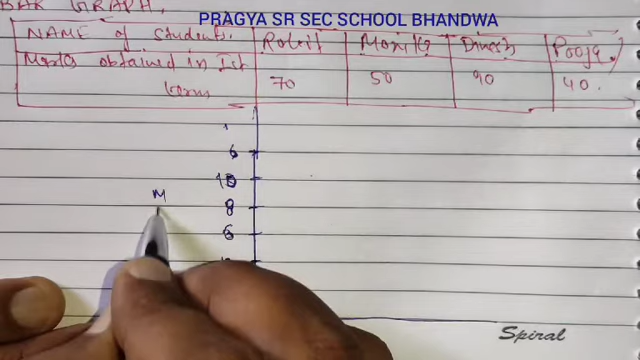 BAR GRAPH.
PRAGYA SR SEC SCHOOL BHANDWA
NAME of students. Rohit Monika Dinesh Pooja
Marks obtained in Ist term 70 50 90 40.
6
10
8
M
6
Spiral